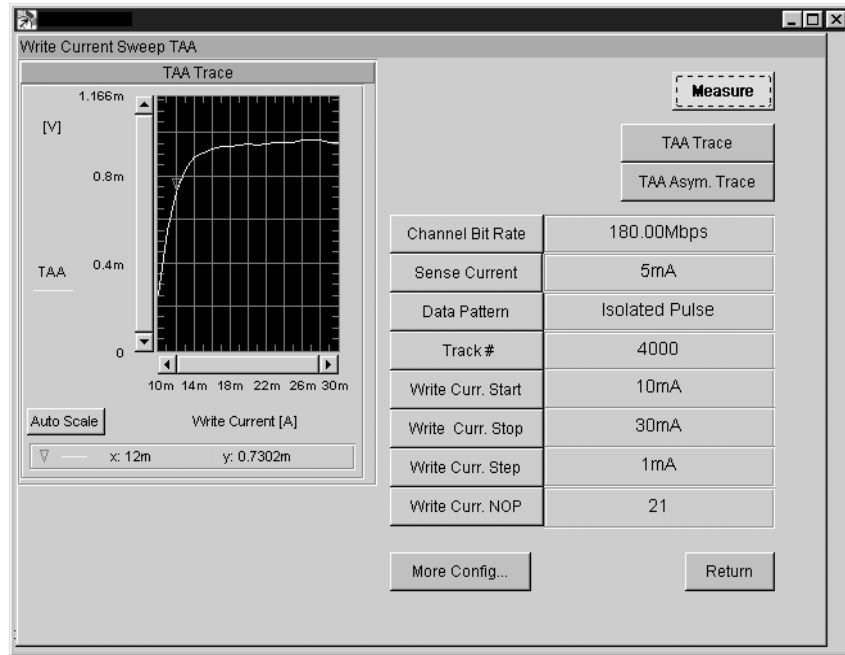 Write Current Sweep TAA
TAA Trace
1.166m
[V]
0.8m
TAA
0.4m
0
10m 14m 18m 22m 26m 30m
Auto Scale
Write Current [A]
x: 12m y: 0.7302m
Measure
TAA Trace
TAA Asym. Trace
Channel Bit Rate 180.00Mbps
Sense Current 5mA
Data Pattern Isolated Pulse
Track # 4000
Write Curr. Start 10mA
Write Curr. Stop 30mA
Write Curr. Step 1mA
Write Curr. NOP 21
More Config...
Return